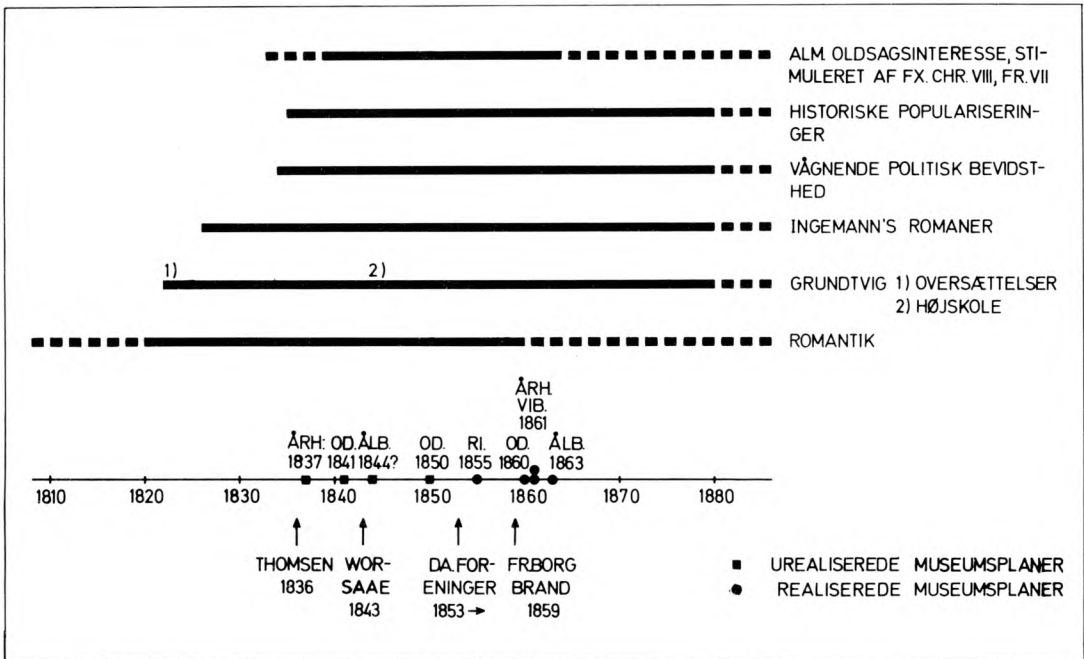 ALM. OLDSAGSINTERESSE, STI-
MULERET AF FX. CHR. VIII, FR. VII
HISTORISKE POPULARISERIN-
GER
VÅGNENDE POLITISK BEVIDST-
HED
INGEMANN'S ROMANER
1) 2)
GRUNDTVIG 1) OVERSÆTTELSER
2) HØJSKOLE
ROMANTIK
ÅRH.
VIB.
1861
ÅRH: OD. ÅLB. OD. RI. OD. ÅLB.
1837 1841 1844? 1850 1855 1860 1863
1810 1820 1830 1840 1850 1860 1870 1880
THOMSEN WOR- DA. FOR- FR.BORG
1836 SAAE ENINGER BRAND
1843 1853→ 1859
■ UREALISEREDE MUSEUMSPLANER
● REALISEREDE MUSEUMSPLANER